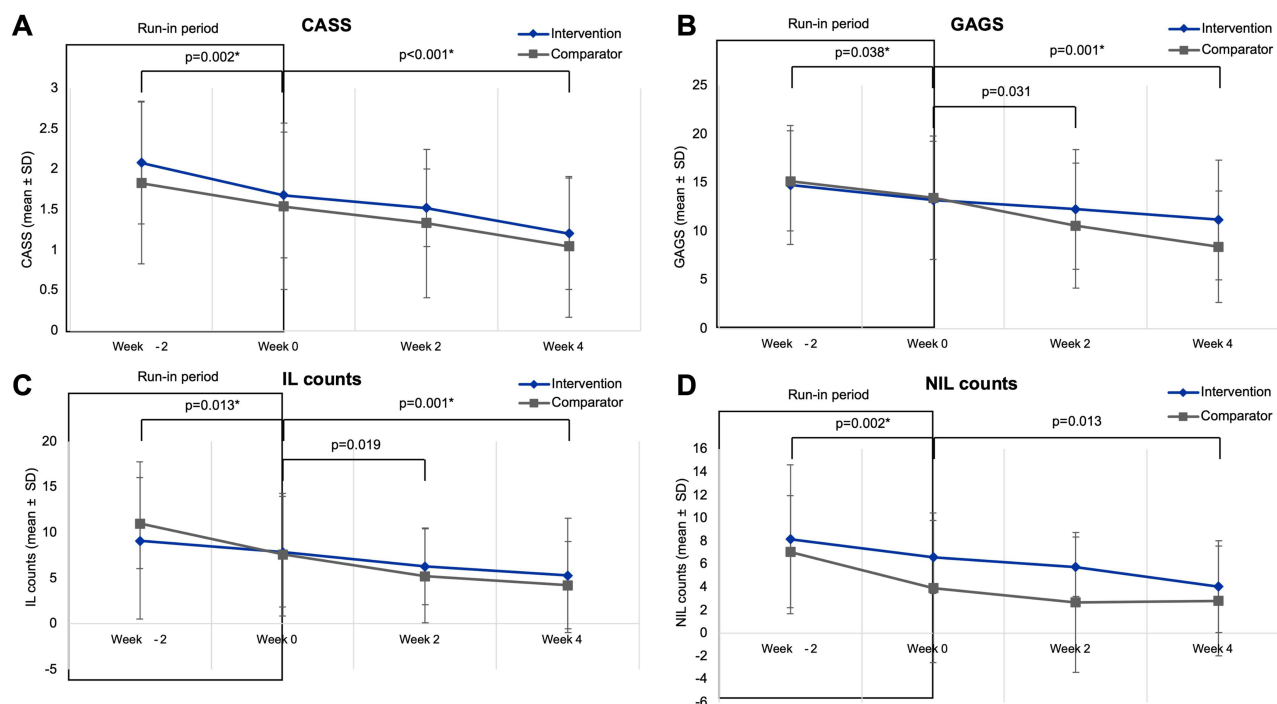 A
Run-in period
CASS
Intervention
Comparator
p=0.002*
p<0.001*
3
2.5
2
1.5
1
0.5
0
CASS (mean ± SD)
Week -2
Week 0
Week 2
Week 4
B
Run-in period
GAGS
Intervention
Comparator
p=0.038*
p=0.001*
p=0.031
25
20
15
10
5
0
GAGS (mean ± SD)
Week -2
Week 0
Week 2
Week 4
C
Run-in period
IL counts
Intervention
Comparator
p=0.013*
p=0.001*
p=0.019
20
15
10
5
0
-5
IL counts (mean ± SD)
Week -2
Week 0
Week 2
Week 4
D
Run-in period
NIL counts
Intervention
Comparator
p=0.002*
p=0.013
16
14
12
10
8
6
4
2
0
-2
-4
-6
NIL counts (mean ± SD)
Week -2
Week 0
Week 2
Week 4